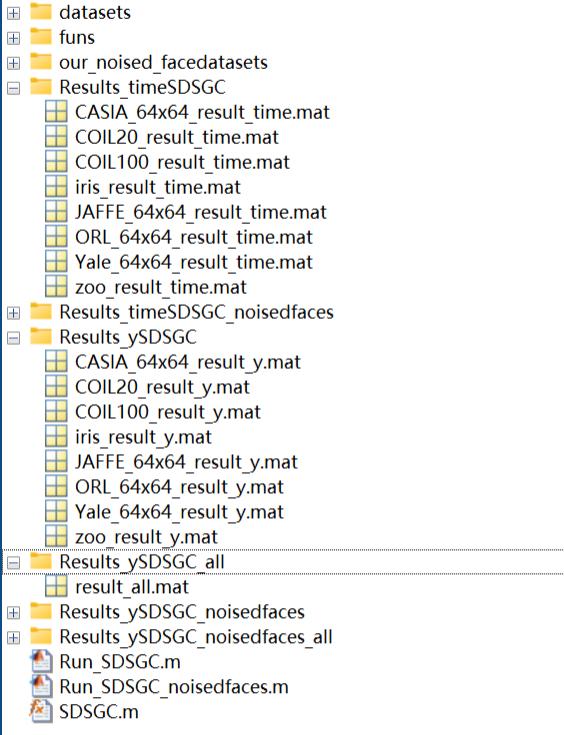 datasets
funs
our_noised_facedatasets
Results_timeSDSGC
CASIA_64x64_result_time.mat
COIL20_result_time.mat
COIL100_result_time.mat
iris_result_time.mat
JAFFE_64x64_result_time.mat
ORL_64x64_result_time.mat
Yale_64x64_result_time.mat
zoo_result_time.mat
Results_timeSDSGC_noisedfaces
Results_ySDSGC
CASIA_64x64_result_y.mat
COIL20_result_y.mat
COIL100_result_y.mat
iris_result_y.mat
JAFFE_64x64_result_y.mat
ORL_64x64_result_y.mat
Yale_64x64_result_y.mat
zoo_result_y.mat
Results_ySDSGC_all
result_all.mat
Results_ySDSGC_noisedfaces
Results_ySDSGC_noisedfaces_all
Run_SDSGC.m
Run_SDSGC_noisedfaces.m
SDSGC.m